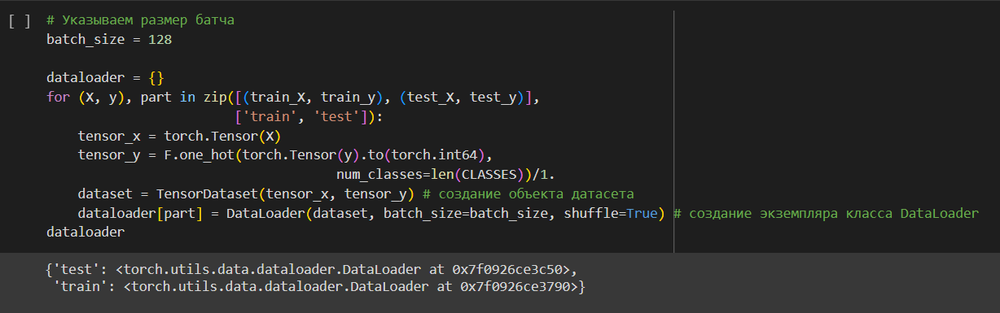 [ ] # Указываем размер батча
batch_size = 128
dataloader = {}
for (X, y), part in zip([(train_X, train_y), (test_X, test_y)],
['train', 'test']):
tensor_x = torch.Tensor(X)
tensor_y = F.one_hot(torch.Tensor(y).to(torch.int64),
num_classes=len(CLASSES))/1.
dataset = TensorDataset(tensor_x, tensor_y) # создание объекта датасета
dataloader[part] = DataLoader(dataset, batch_size=batch_size, shuffle=True) # создание экземпляра класса DataLoader
dataloader
{'test': <torch.utils.data.dataloader.DataLoader at 0x7f0926ce3c50>,
'train': <torch.utils.data.dataloader.DataLoader at 0x7f0926ce3790>}